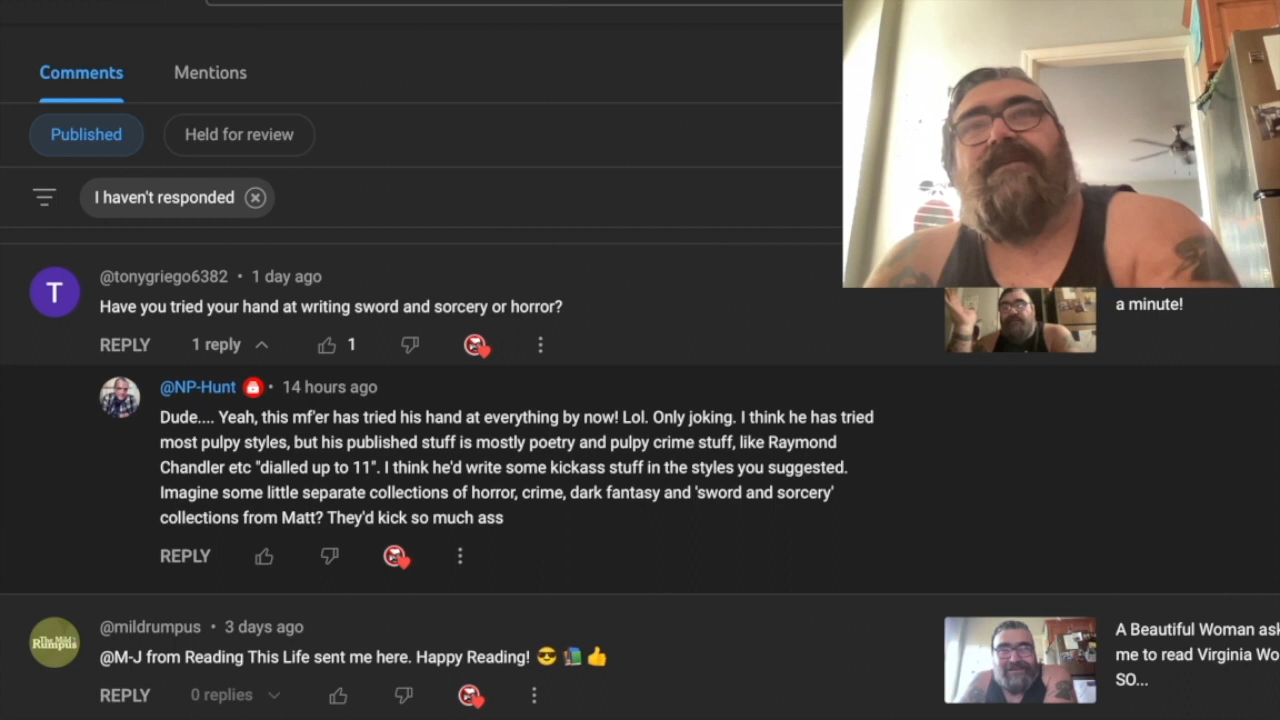 Comments
Mentions
Published
Held for review
I haven't responded
T
@tonygriego6382 • 1 day ago
Have you tried your hand at writing sword and sorcery or horror?
a minute!
REPLY 1 reply 1
@NP-Hunt • 14 hours ago
Dude.... Yeah, this mf'er has tried his hand at everything by now! Lol. Only joking. I think he has tried
most pulpy styles, but his published stuff is mostly poetry and pulpy crime stuff, like Raymond
Chandler etc "dialled up to 11". I think he'd write some kickass stuff in the styles you suggested.
Imagine some little separate collections of horror, crime, dark fantasy and 'sword and sorcery'
collections from Matt? They'd kick so much ass
REPLY
The Mild
Rumpus
@mildrumpus • 3 days ago
@M-J from Reading This Life sent me here. Happy Reading! 😎 📚 👍
REPLY 0 replies
A Beautiful Woman ask
me to read Virginia Wo
SO...